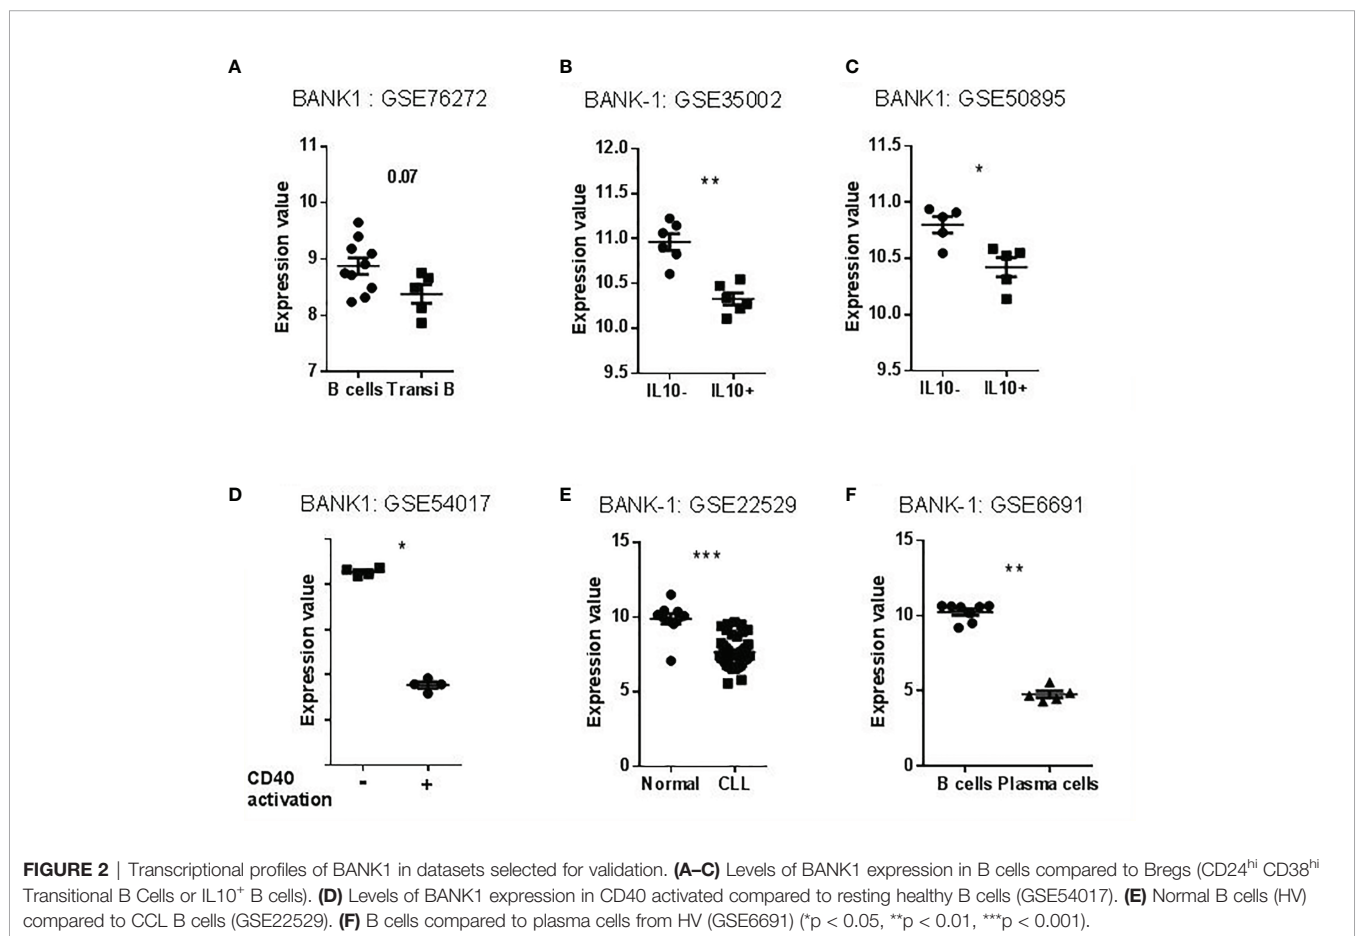 A
BANK1 : GSE76272
Expression value
11
10
9
8
7
0.07
B cells Transi B
B
BANK-1: GSE35002
Expression value
12.0
11.5
11.0
10.5
10.0
9.5
**
IL10- IL10+
C
BANK1: GSE50895
Expression value
11.5
11.0
10.5
10.0
9.5
*
IL10- IL10+
D
BANK1: GSE54017
Expression value
*
CD40
activation
- +
E
BANK-1: GSE22529
Expression value
15
10
5
0
***
Normal CLL
F
BANK-1: GSE6691
Expression value
15
10
5
0
**
B cells Plasma cells
FIGURE 2 | Transcriptional profiles of BANK1 in datasets selected for validation. (A–C) Levels of BANK1 expression in B cells compared to Bregs (CD24hi CD38hi
Transitional B Cells or IL10+ B cells). (D) Levels of BANK1 expression in CD40 activated compared to resting healthy B cells (GSE54017). (E) Normal B cells (HV)
compared to CCL B cells (GSE22529). (F) B cells compared to plasma cells from HV (GSE6691) (*p < 0.05, **p < 0.01, ***p < 0.001).